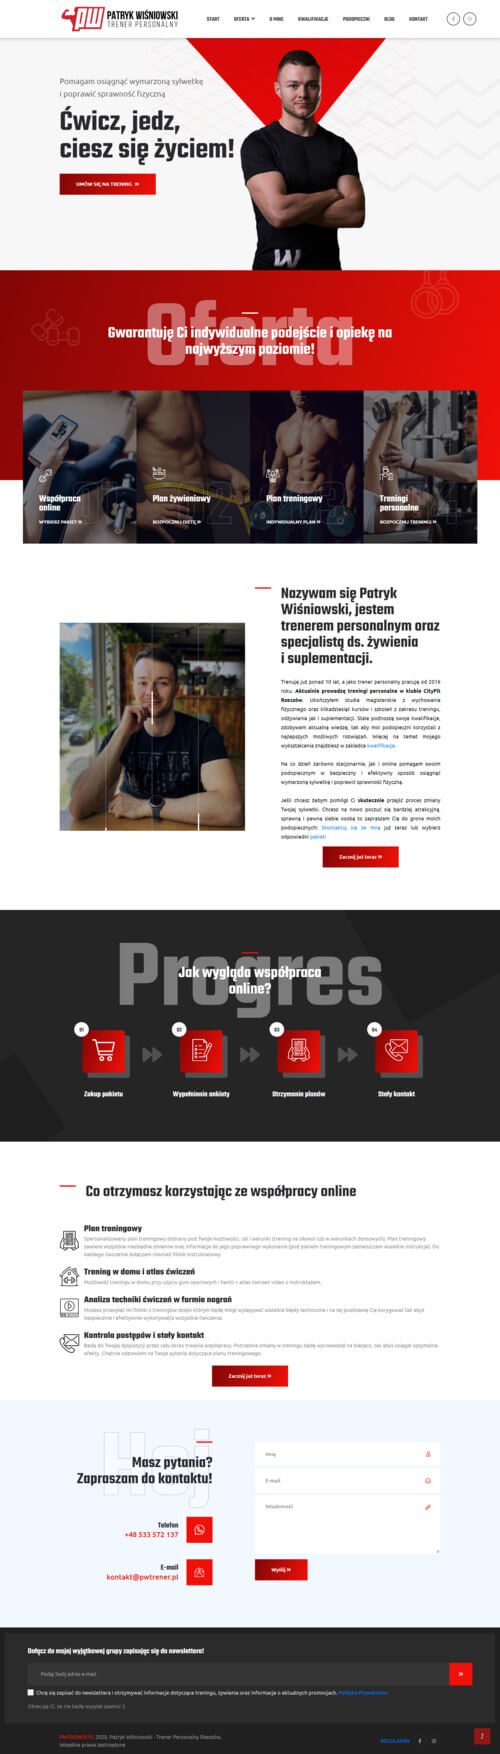 PATRYK WIŚNIOWSKI
TRENER PERSONALNY
START OFERTA O MNIE KWALIFIKACJE PODOPIECZNI BLOG KONTAKT
Pomagam osiągnąć wymarzoną sylwetkę
i poprawić sprawność fizyczną
Ćwicz, jedz,
ciesz się życiem!
UMÓW SIĘ NA TRENING »
Oferta
Gwarantuję Ci indywidualne podejście i opiekę na
najwyższym poziomie!
Współpraca
online
WYBIERZ PAKIET »
Plan żywieniowy
ROZPOCZNIJ DIETĘ »
Plan treningowy
INDYWIDUALNY PLAN »
Treningi
personalne
ROZPOCZNIJ TRENINGI »
Nazywam się Patryk
Wiśniowski, jestem
trenerem personalnym oraz
specjalistą ds. żywienia
i suplementacji.
Trenuję już ponad 10 lat, a jako trener personalny pracuję od 2016
roku. Aktualnie prowadzę treningi personalne w klubie CityFit
Rzeszów. Ukończyłem studia magisterskie z wychowania
fizycznego oraz kilkadziesiąt kursów i szkoleń z zakresu treningu,
odżywiania jak i suplementacji. Stale podnoszę swoje kwalifikacje,
zdobywam aktualną wiedzę, tak aby moi podopieczni korzystali z
najlepszych możliwych rozwiązań. Więcej na temat mojego
wykształcenia znajdziesz w zakładce kwalifikacje.
Na co dzień zarówno stacjonarnie, jak i online pomagam swoim
podopiecznym w bezpieczny i efektywny sposób osiągnąć
wymarzoną sylwetkę i poprawić sprawność fizyczną.
Jeśli chcesz żebym pomógł Ci skutecznie przejść proces zmiany
Twojej sylwetki. Chcesz na nowo poczuć się bardziej atrakcyjną,
sprawną i pewną siebie osobą to zapraszam Cię do grona moich
podopiecznych! Skontaktuj się ze mną już teraz lub wybierz
odpowiedni pakiet!
Zacznij już teraz »
Progres
Jak wygląda współpraca
online?
01 02 03 04
Zakup pakietu Wypełnienie ankiety Otrzymanie planów Stały kontakt
Co otrzymasz korzystając ze współpracy online
Plan treningowy
Spersonalizowany plan treningowy dobrany pod Twoje możliwości, cel i warunki (trening na siłowni lub w warunkach domowych). Plan treningowy
zawiera wszystkie niezbędne zmienne oraz informacje do jego poprawnego wykonania (pod planem treningowym zamieszczam wszelkie instrukcje). Do
każdego ćwiczenia dołączam również filmik instruktażowy.
Trening w domu i atlas ćwiczeń
Możliwość treningu w domu przy użyciu gum oporowych i hantli + atlas ćwiczeń video z instruktażem.
Analiza techniki ćwiczeń w formie nagrań
Możesz przesyłać mi filmiki z treningów dzięki którym będę mógł wyłapywać wszelkie błędy techniczne i na tej podstawie Cię korygować tak abyś
bezpiecznie i efektywnie wykonywał/a wszystkie ćwiczenia.
Kontrola postępów i stały kontakt
Będę do Twojej dyspozycji przez cały okres trwania współpracy. Potrzebne zmiany w treningu będę wprowadzał na bieżąco, tak abyś osiągał optymalne
efekty. Chętnie odpowiem na Twoje pytania dotyczące planu treningowego.
Zacznij już teraz »
Hej
Masz pytania?
Zapraszam do kontaktu!
Telefon
+48 533 572 137
E-mail
kontakt@pwtrener.pl
Imię
E-mail
Wiadomość
Wyślij »
Dołącz do mojej wyjątkowej grupy zapisując się do newslettera!
Podaj Swój adres e-mail
Chcę się zapisać do newslettera i otrzymywać informacje dotyczące treningu, żywienia oraz informacje o aktualnych promocjach. Polityka Prywatności
Obiecuję Ci, że nie będę wysyłał spamu! :)
PWTRENER.PL 2020, Patryk Wiśniowski - Trener Personalny Rzeszów,
Wszelkie prawa zastrzeżone
REGULAMIN